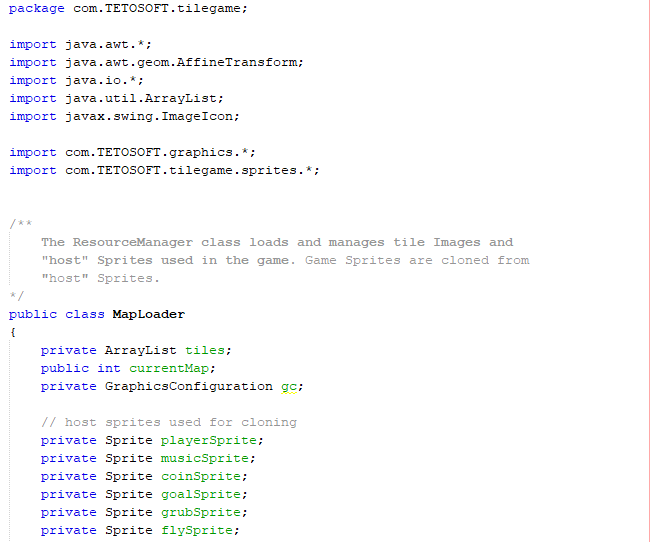 package com.TETOSOFT.tilegame;
import java.awt.*;
import java.awt.geom.AffineTransform;
import java.io.*;
import java.util.ArrayList;
import javax.swing.ImageIcon;
import com.TETOSOFT.graphics.*;
import com.TETOSOFT.tilegame.sprites.*;
/**
The ResourceManager class loads and manages tile Images and
"host" Sprites used in the game. Game Sprites are cloned from
"host" Sprites.
*/
public class MapLoader
{
private ArrayList tiles;
public int currentMap;
private GraphicsConfiguration gc;
// host sprites used for cloning
private Sprite playerSprite;
private Sprite musicSprite;
private Sprite coinSprite;
private Sprite goalSprite;
private Sprite grubSprite;
private Sprite flySprite;